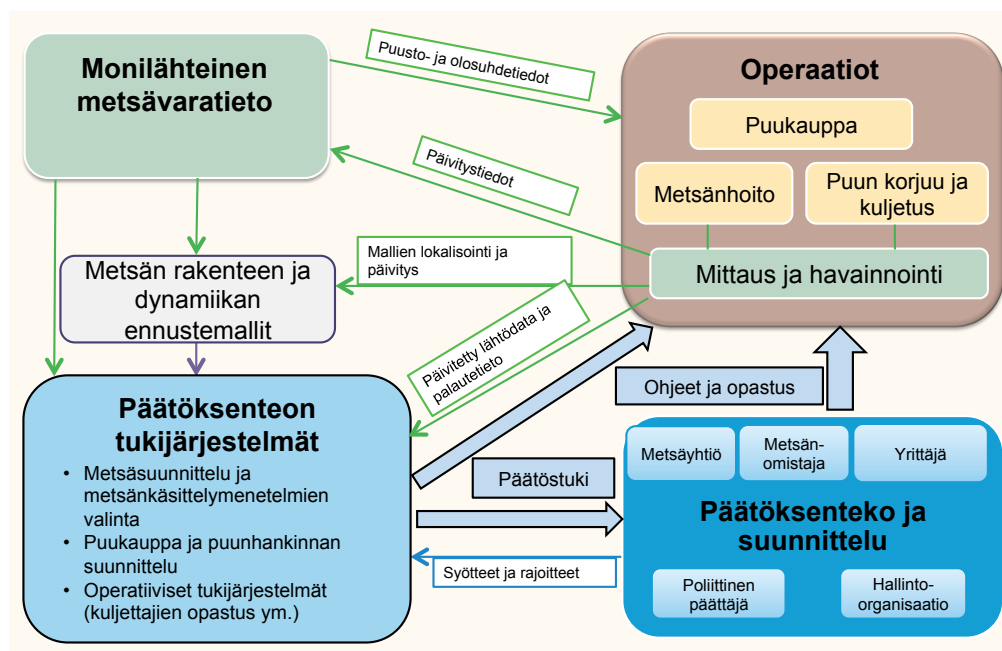 Monilähteinen
metsävaratieto
Puusto- ja olosuhdetiedot
Operaatiot
Puukauppa
Metsänhoito
Puun korjuu ja
kuljetus
Mittaus ja havainnointi
Päivitystiedot
Mallien lokalisointi ja
päivitys
Metsän rakenteen ja
dynamiikan
ennustemallit
Päivitetty lähtödata ja
palautetieto
Päätöksenteon
tukijärjestelmät
• Metsäsuunnittelu ja
metsänkäsittelymenetelmien
valinta
• Puukauppa ja puunhankinnan
suunnittelu
• Operatiiviset tukijärjestelmät
(kuljettajien opastus ym.)
Ohjeet ja opastus
Päätöstuki
Syötteet ja rajoitteet
Metsäyhtiö
Metsän-
omistaja
Yrittäjä
Päätöksenteko ja
suunnittelu
Poliittinen
päättäjä
Hallinto-
organisaatio